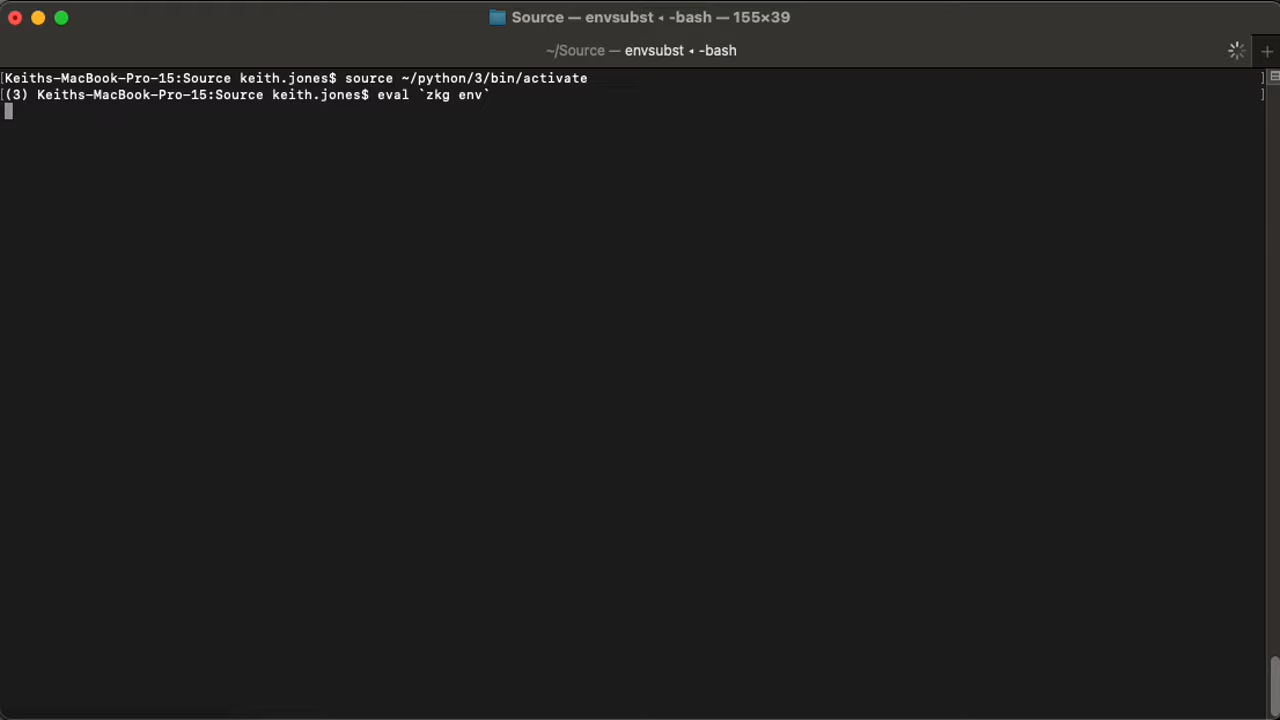 Source — envsubst ◂ -bash — 155×39
~/Source — envsubst ◂ -bash
+
[Keiths-MacBook-Pro-15:Source keith.jones$ source ~/python/3/bin/activate ]
[(3) Keiths-MacBook-Pro-15:Source keith.jones$ eval `zkg env` ]